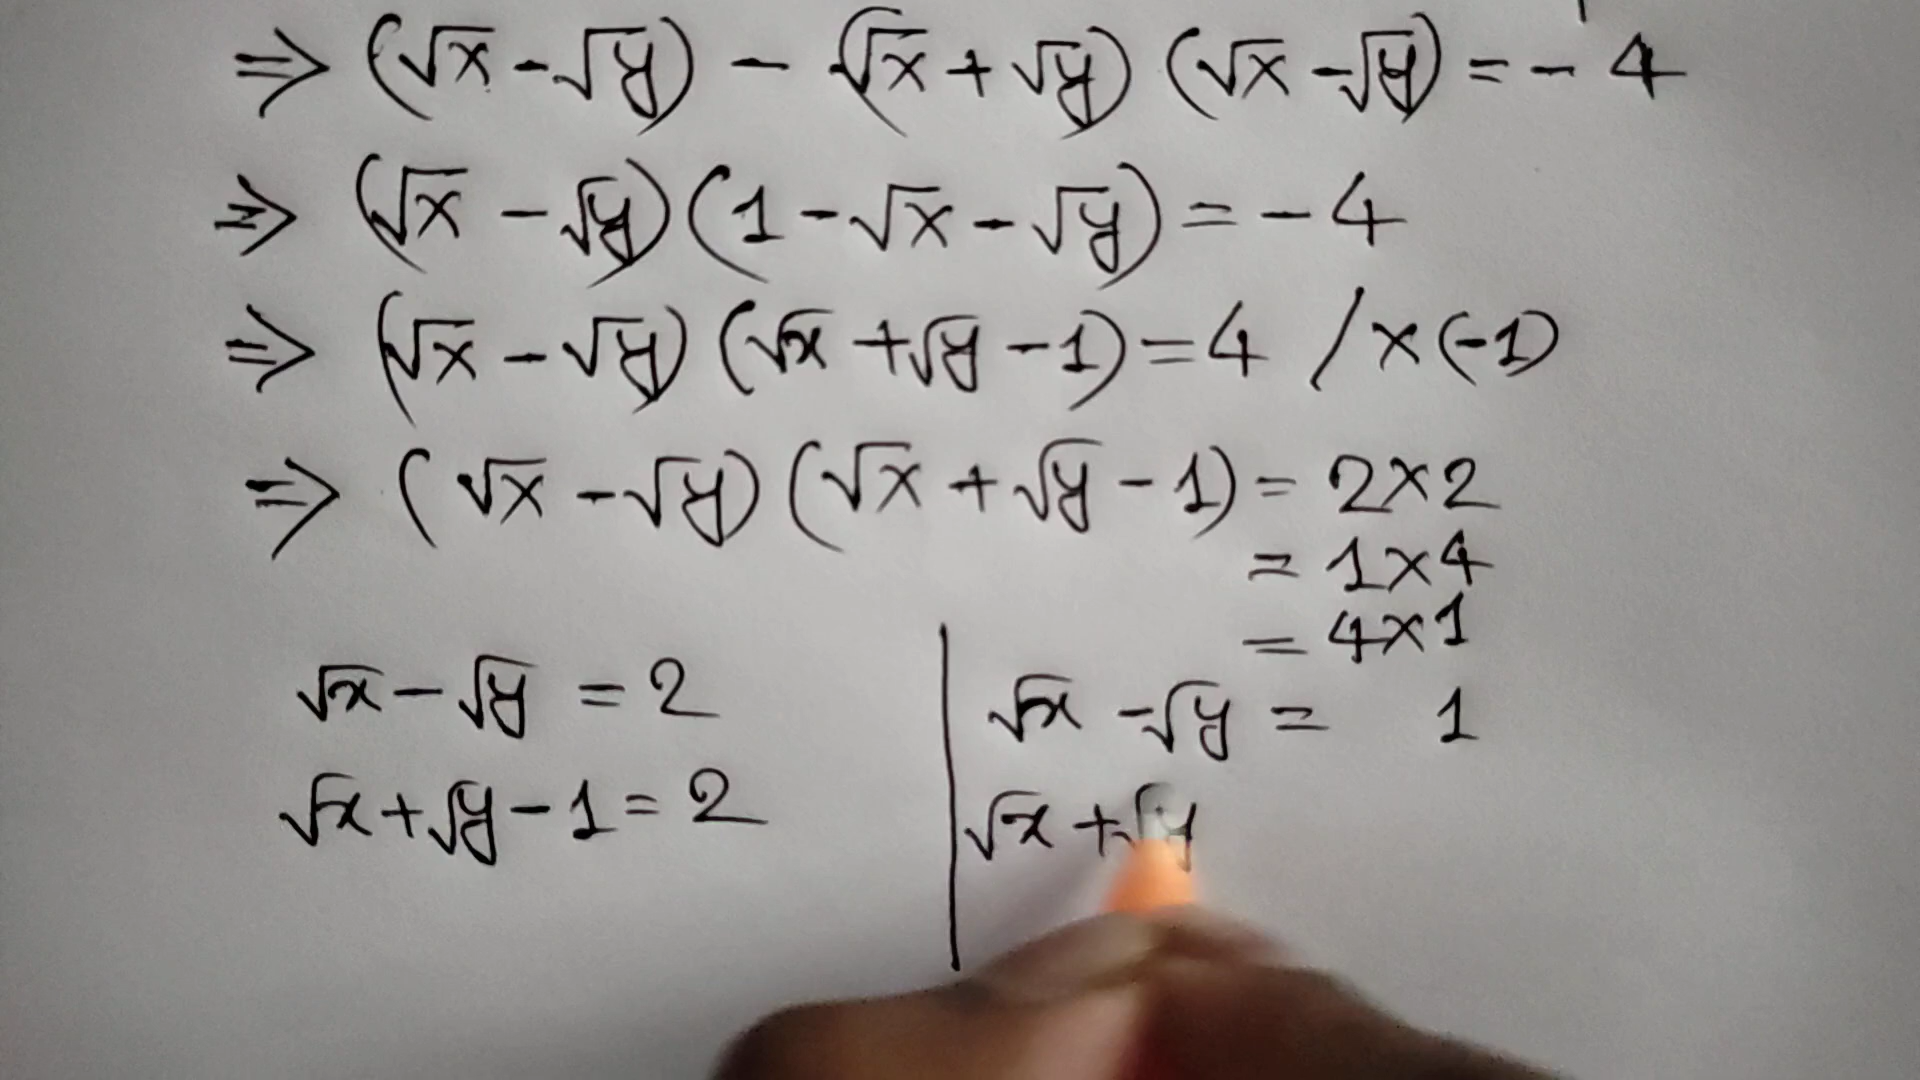 ⇒ (√x - √y) - (√x + √y) (√x - √y) = - 4
⇒ (√x - √y) (1 - √x - √y) = - 4
⇒ (√x - √y) (√x + √y - 1) = 4 / × (-1)
⇒ (√x - √y) (√x + √y - 1) = 2×2
= 1×4
= 4×1
√x - √y = 2
√x + √y - 1 = 2
√x - √y = 1
√x + √y